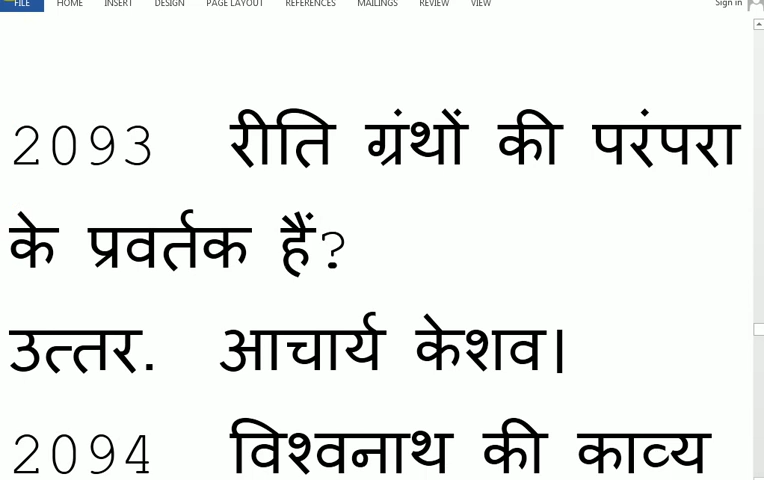 FILE HOME INSERT DESIGN PAGE LAYOUT REFERENCES MAILINGS REVIEW VIEW Sign in
2093 रीति ग्रंथों की परंपरा
के प्रवर्तक हैं?
उत्तर. आचार्य केशव।
2094 विश्वनाथ की काव्य